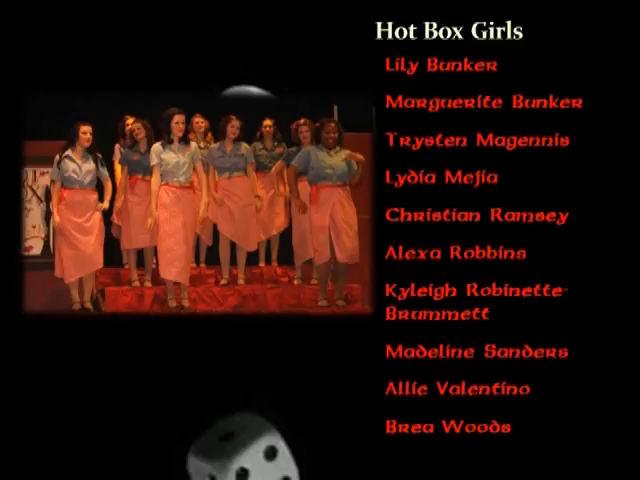 Hot Box Girls
Lily Bunker
Marguerite Bunker
Trysten Magennis
Lydia Mejia
Christian Ramsey
Alexa Robbins
Kyleigh Robinette
Brummett
Madeline Sanders
Allie Valentino
Brea Woods